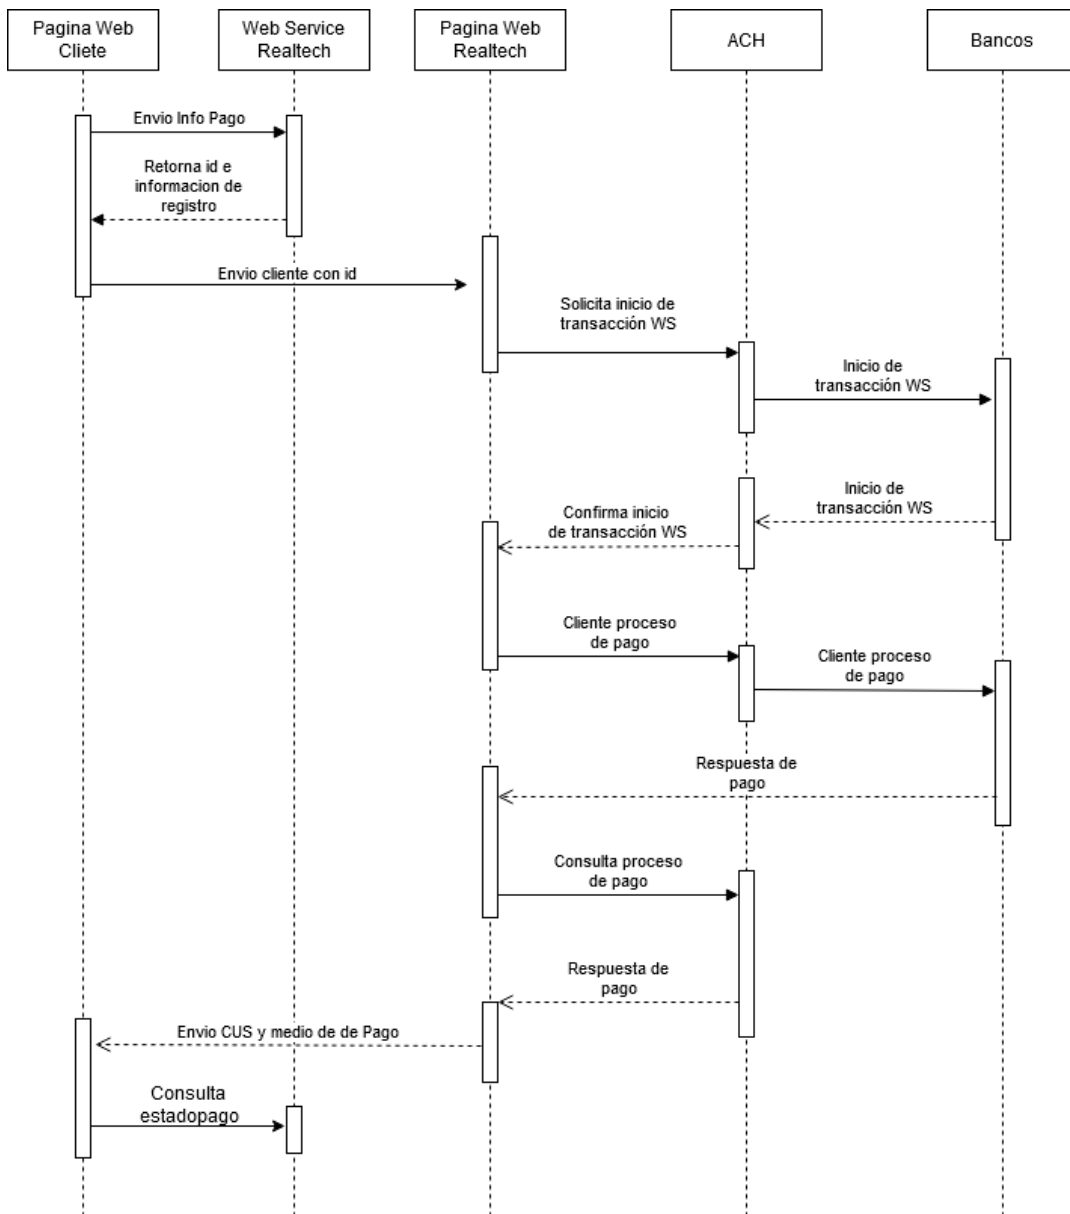 Pagina Web
Cliete
Web Service
Realtech
Pagina Web
Realtech
ACH
Bancos
Envio Info Pago
Retorna id e
informacion de
registro
Envio cliente con id
Solicita inicio de
transacción WS
Inicio de
transacción WS
Inicio de
transacción WS
Confirma inicio
de transacción WS
Cliente proceso
de pago
Cliente proceso
de pago
Respuesta de
pago
Consulta proceso
de pago
Respuesta de
pago
Envio CUS y medio de de Pago
Consulta
estadopago